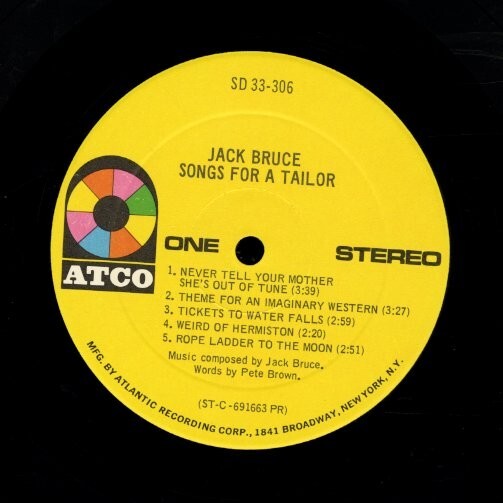 SD 33-306
JACK BRUCE
SONGS FOR A TAILOR
ATCO
ONE
STEREO
1. NEVER TELL YOUR MOTHER
SHE'S OUT OF TUNE (3:39)
2. THEME FOR AN IMAGINARY WESTERN (3:27)
3. TICKETS TO WATER FALLS (2:59)
4. WEIRD OF HERMISTON (2:20)
5. ROPE LADDER TO THE MOON (2:51)
Music composed by Jack Bruce.
Words by Pete Brown.
(ST-C-691663 PR)
MFG. BY ATLANTIC RECORDING CORP., 1841 BROADWAY, NEW YORK, N.Y.